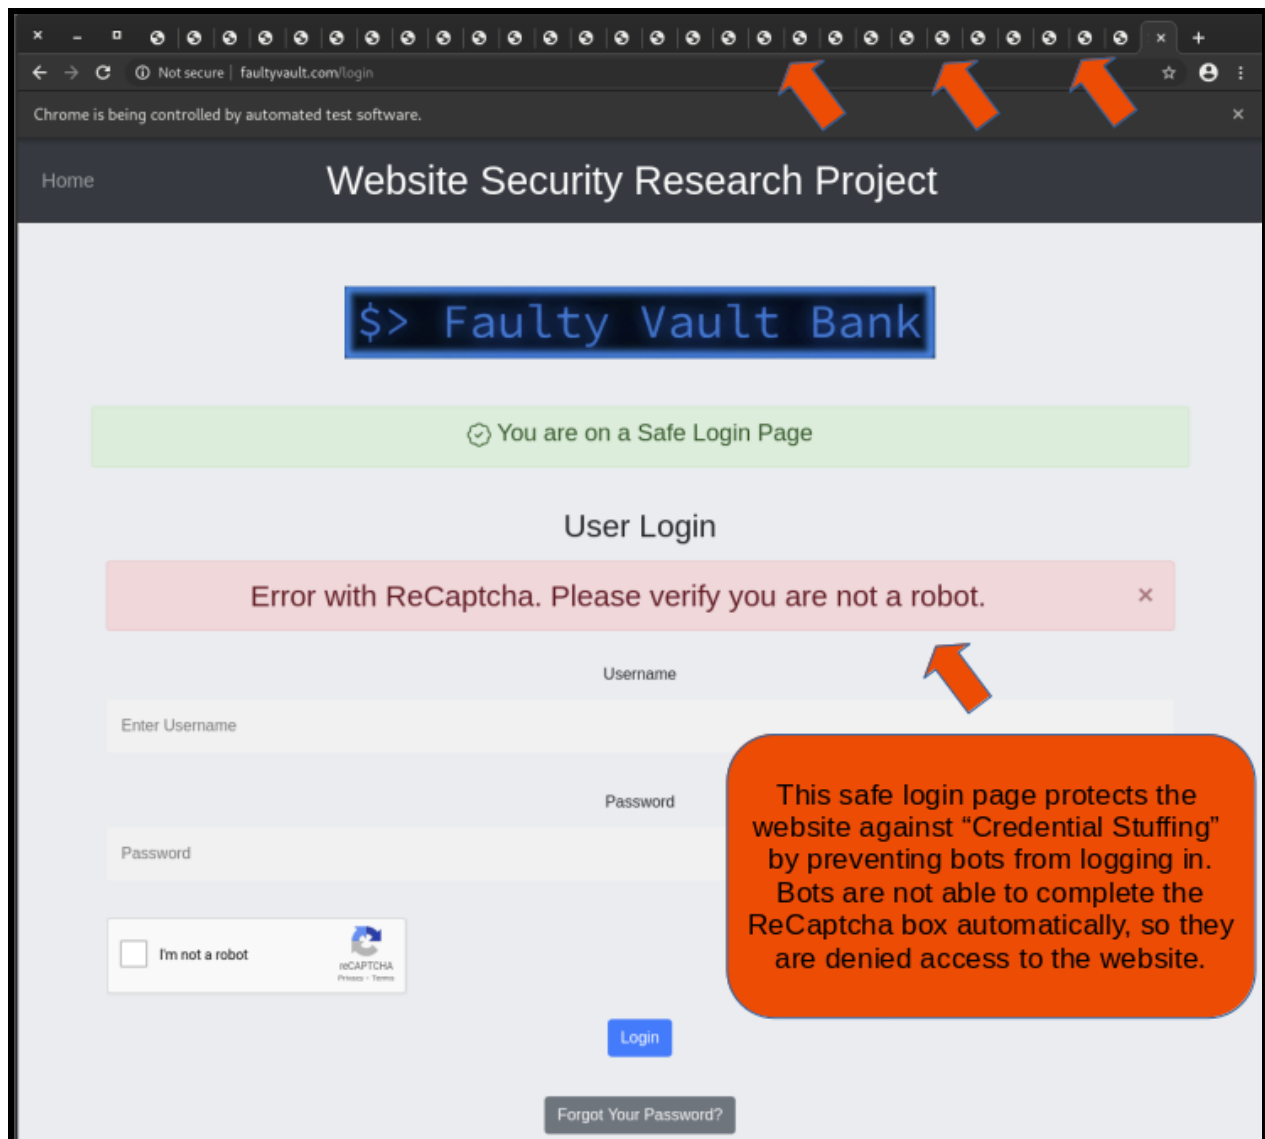 Not secure | faultyvault.com/login
Chrome is being controlled by automated test software.
Home
Website Security Research Project
$> Faulty Vault Bank
You are on a Safe Login Page
User Login
Error with ReCaptcha. Please verify you are not a robot.
Username
Enter Username
Password
Password
This safe login page protects the
website against “Credential Stuffing”
by preventing bots from logging in.
Bots are not able to complete the
ReCaptcha box automatically, so they
are denied access to the website.
I'm not a robot
reCAPTCHA
Privacy - Terms
Login
Forgot Your Password?